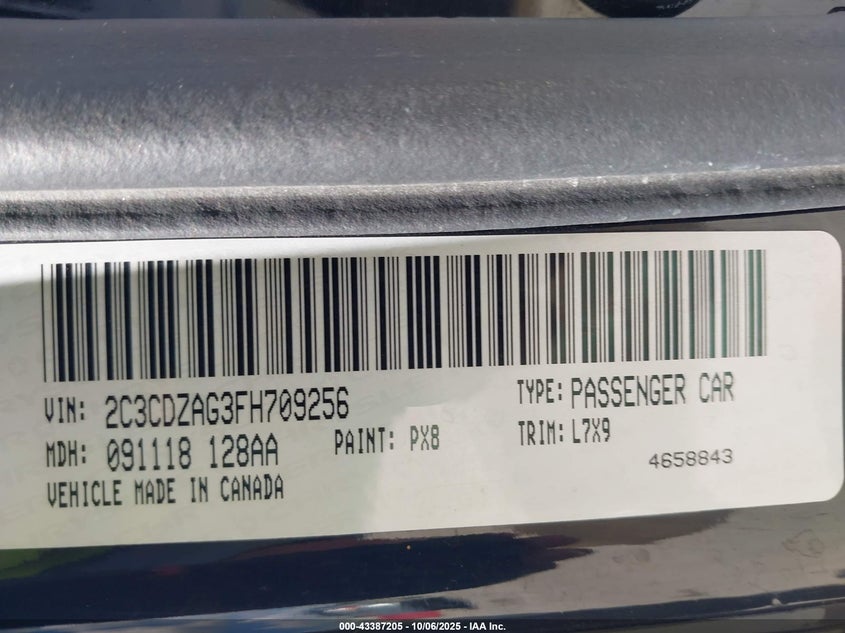 VIN: 2C3CDZAG3FH709256
TYPE: PASSENGER CAR
MDH: 091118 128AA
PAINT: PX8
TRIM: L7X9
4658843
VEHICLE MADE IN CANADA
000-43387205 - 10/06/2025 - IAA Inc.